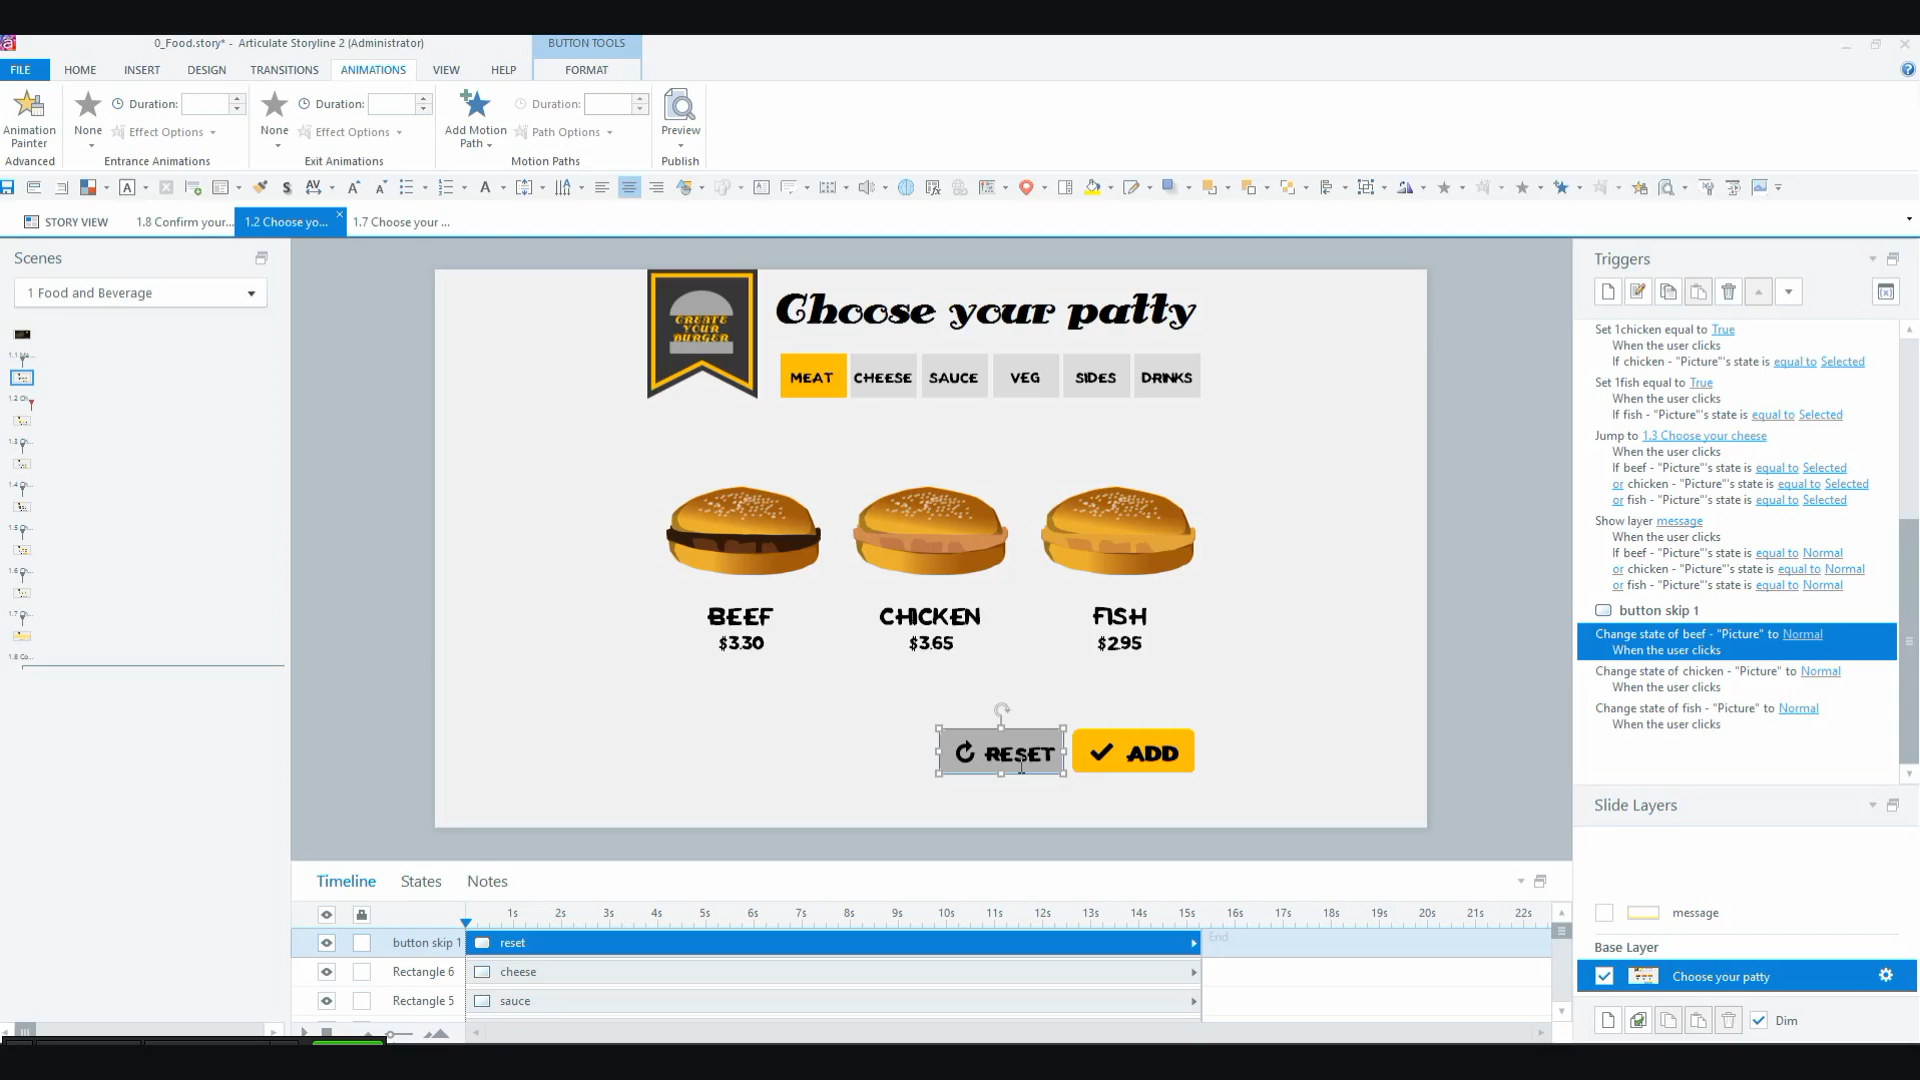 0_Food.story* - Articulate Storyline 2 (Administrator)
BUTTON TOOLS
FILE
HOME
INSERT
DESIGN
TRANSITIONS
ANIMATIONS
VIEW
HELP
FORMAT
Animation Painter
None
Duration:
Effect Options
None
Duration:
Effect Options
Add Motion Path
Duration:
Path Options
Preview
Advanced
Entrance Animations
Exit Animations
Motion Paths
Publish
STORY VIEW
1.8 Confirm your...
1.2 Choose yo...
1.7 Choose your ...
Scenes
1 Food and Beverage
CREATE
YOUR
BURGER
Choose your patty
MEAT
CHEESE
SAUCE
VEG
SIDES
DRINKS
BEEF
$3.30
CHICKEN
$3.65
FISH
$2.95
RESET
ADD
Triggers
Set 1chicken equal to True
When the user clicks
If chicken - "Picture"'s state is equal to Selected
Set 1fish equal to True
When the user clicks
If fish - "Picture"'s state is equal to Selected
Jump to 1.3 Choose your cheese
When the user clicks
If beef - "Picture"'s state is equal to Selected
or chicken - "Picture"'s state is equal to Selected
or fish - "Picture"'s state is equal to Selected
Show layer message
When the user clicks
If beef - "Picture"'s state is equal to Normal
or chicken - "Picture"'s state is equal to Normal
or fish - "Picture"'s state is equal to Normal
button skip 1
Change state of beef - "Picture" to Normal
When the user clicks
Change state of chicken - "Picture" to Normal
When the user clicks
Change state of fish - "Picture" to Normal
When the user clicks
Slide Layers
message
Base Layer
Choose your patty
Dim
Timeline
States
Notes
1s 2s 3s 4s 5s 6s 7s 8s 9s 10s 11s 12s 13s 14s 15s 16s 17s 18s 19s 20s 21s 22s
button skip 1
reset
End
Rectangle 6
cheese
Rectangle 5
sauce